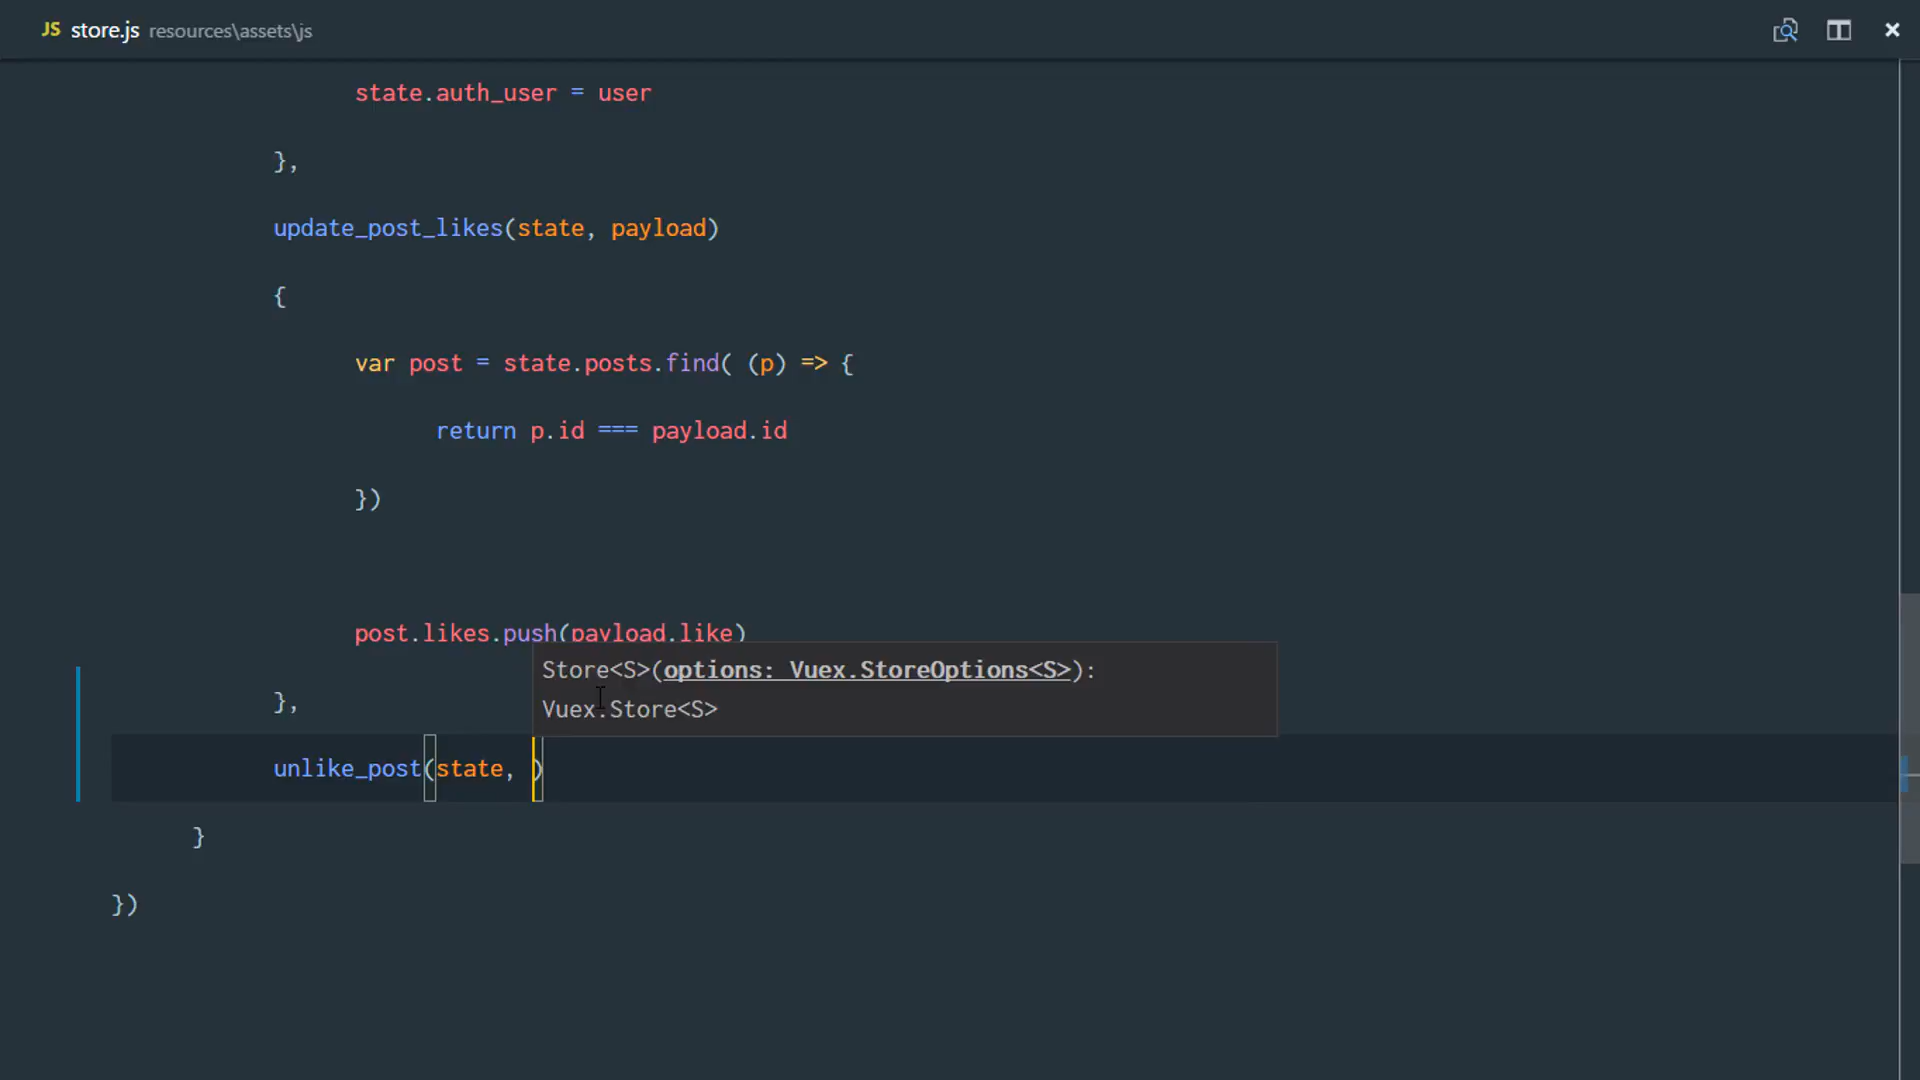 JS store.js resources\assets\js
state.auth_user = user
},
update_post_likes(state, payload)
{
var post = state.posts.find( (p) => {
return p.id === payload.id
})
post.likes.push(payload.like)
Store<S>(options: Vuex.StoreOptions<S>):
Vuex.Store<S>
},
unlike_post(state, )
}
})